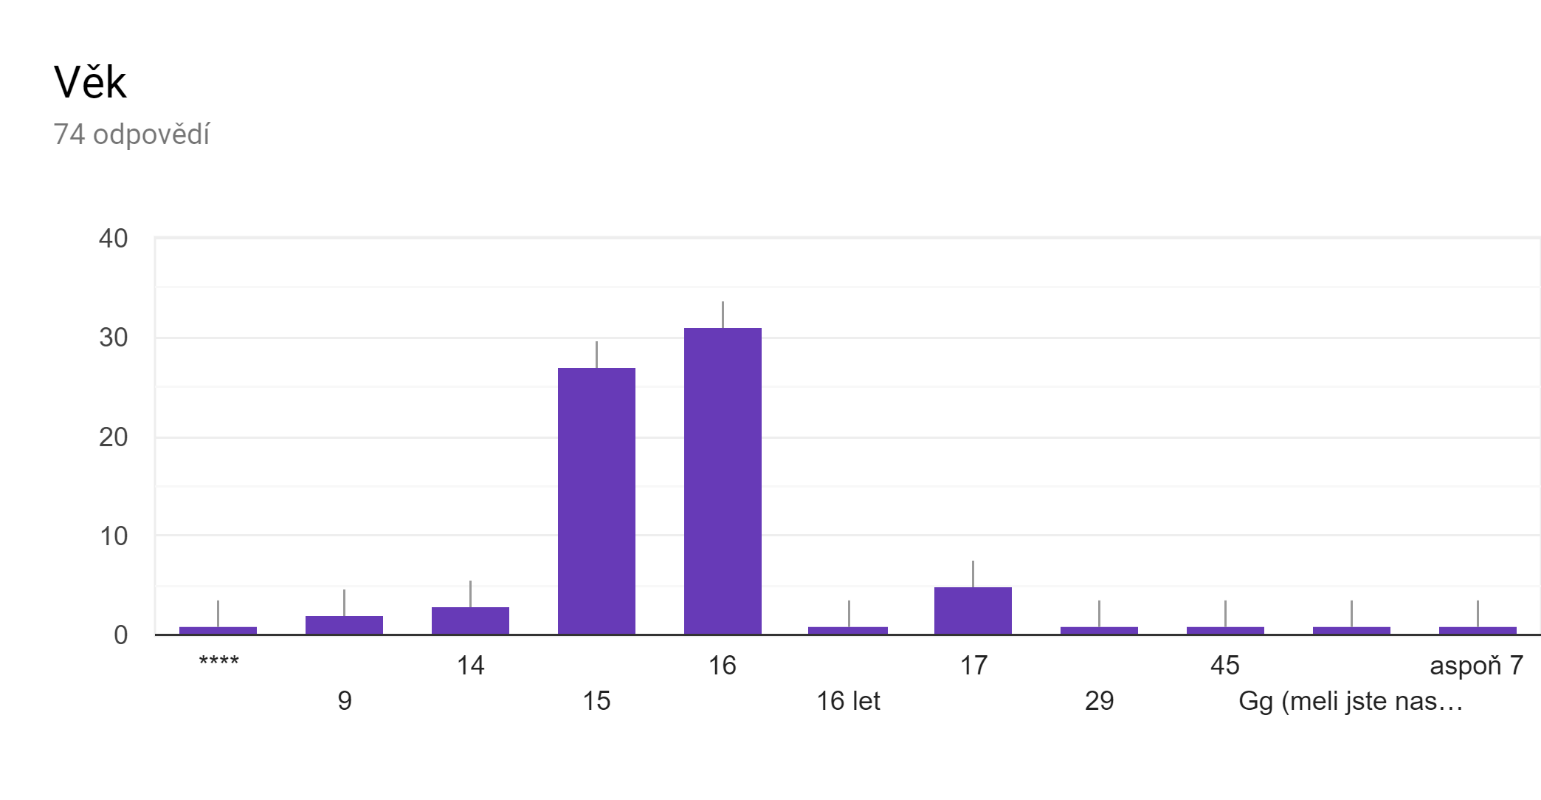 Věk
74 odpovědí
40
30
20
10
0
****
9
14
15
16
16 let
17
29
45
Gg (meli jste nas…
aspoň 7